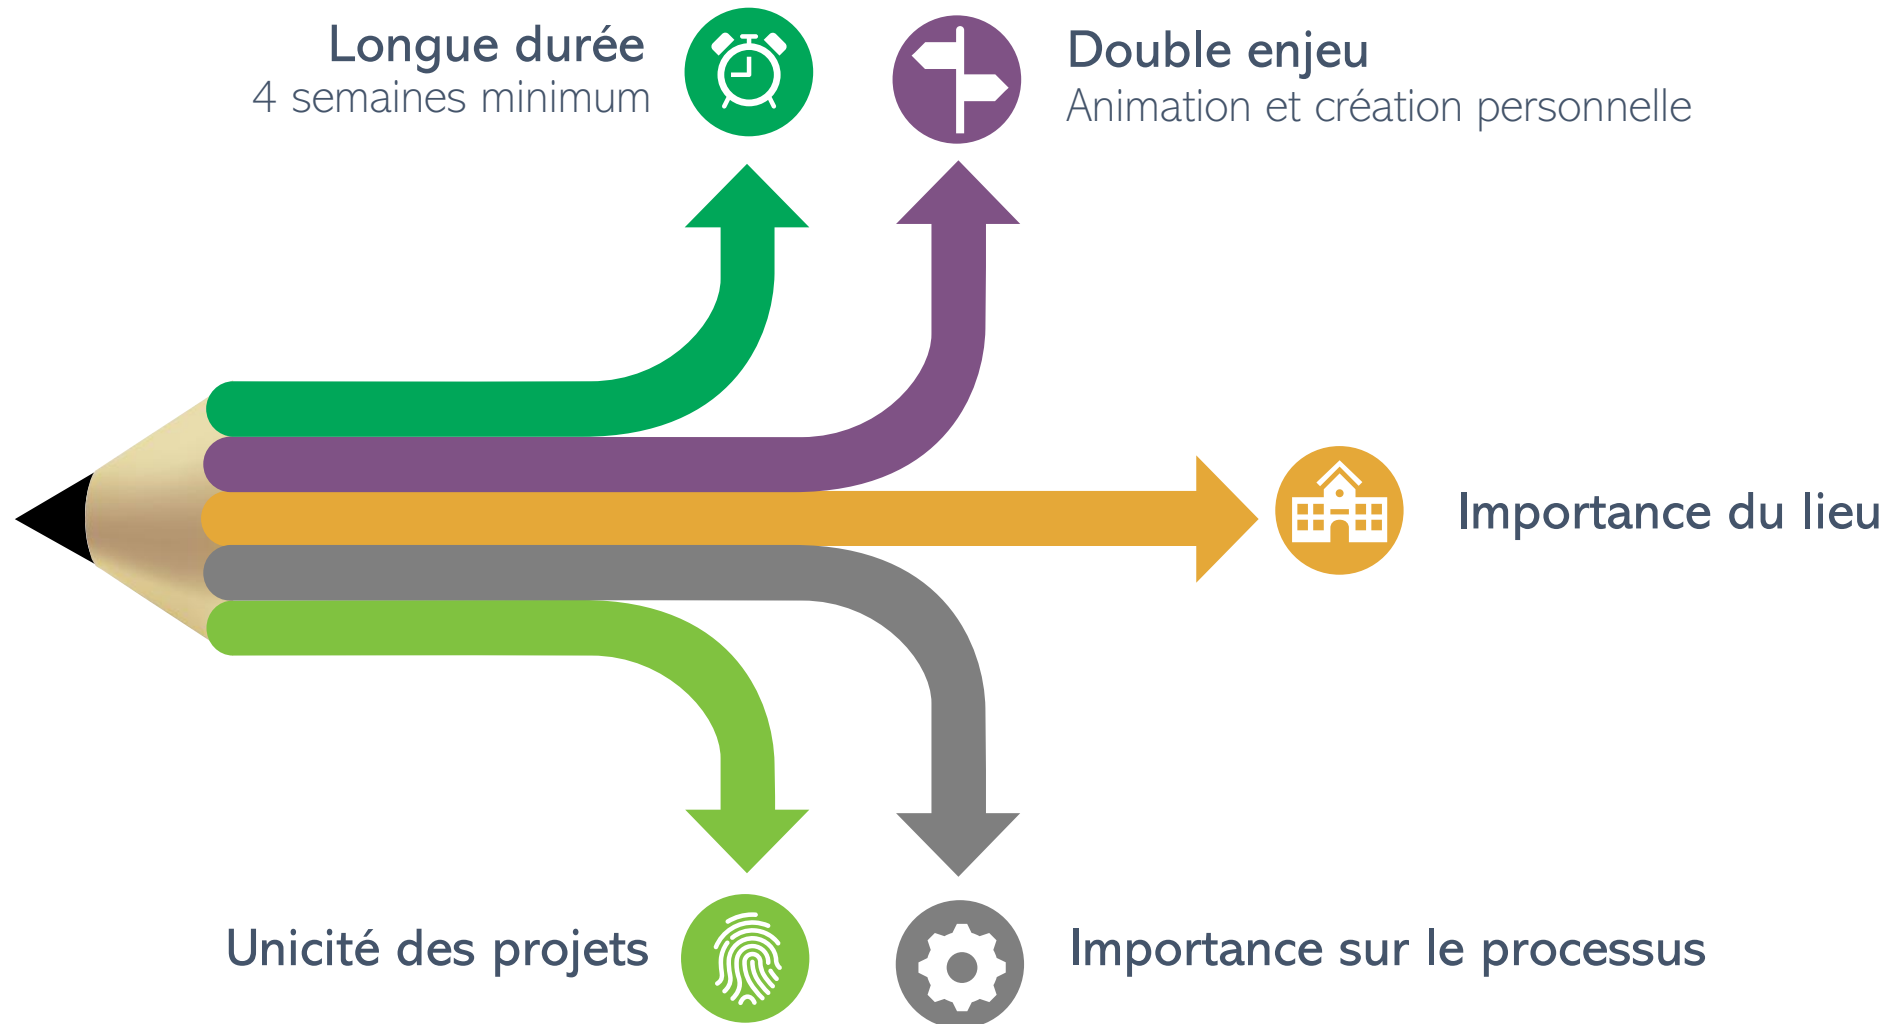 Longue durée
4 semaines minimum
Double enjeu
Animation et création personnelle
Importance du lieu
Unicité des projets
Importance sur le processus